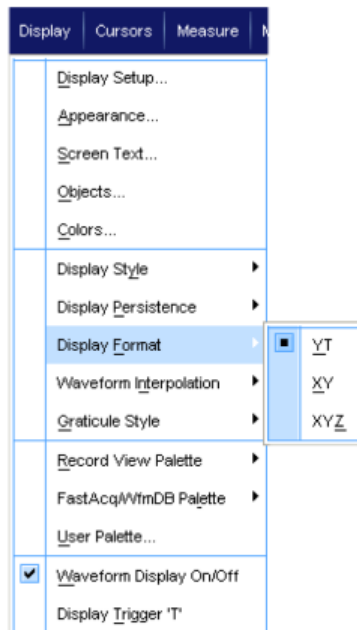 Display Cursors Measure
Display Setup...
Appearance...
Screen Text...
Objects...
Colors...
Display Style
Display Persistence
Display Format
YT
Waveform Interpolation
XY
Graticule Style
XYZ
Record View Palette
FastAcq/WfmDB Palette
User Palette...
Waveform Display On/Off
Display Trigger 'T'